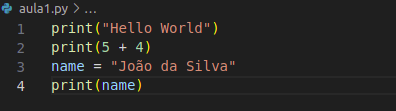 aula1.py > ...
1 print("Hello World")
2 print(5 + 4)
3 name = "João da Silva"
4 print(name)